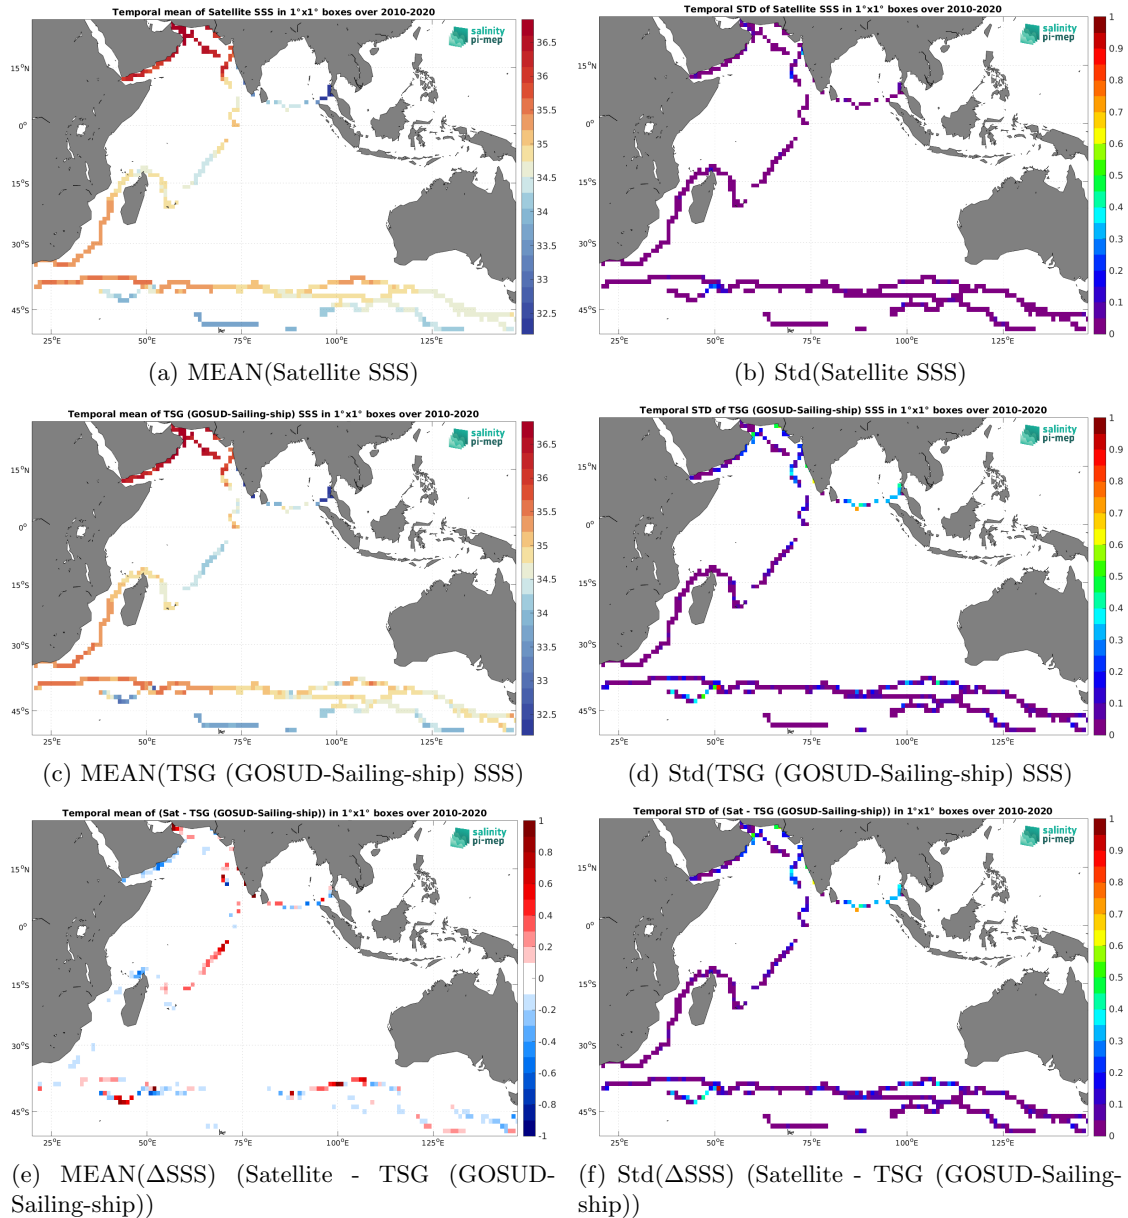 Temporal mean of Satellite SSS in 1°x1° boxes over 2010-2020
salinity
pi-mep
15°N
0°
15°S
30°S
45°S
25°E
50°E
75°E
100°E
125°E
36.5
36
35.5
35
34.5
34
33.5
33
32.5
(a) MEAN(Satellite SSS)
Temporal STD of Satellite SSS in 1°x1° boxes over 2010-2020
salinity
pi-mep
15°N
0°
15°S
30°S
45°S
25°E
50°E
75°E
100°E
125°E
1
0.9
0.8
0.7
0.6
0.5
0.4
0.3
0.2
0.1
0
(b) Std(Satellite SSS)
Temporal mean of TSG (GOSUD-Sailing-ship) SSS in 1°x1° boxes over 2010-2020
salinity
pi-mep
15°N
0°
15°S
30°S
45°S
25°E
50°E
75°E
100°E
125°E
36.5
36
35.5
35
34.5
34
33.5
33
32.5
(c) MEAN(TSG (GOSUD-Sailing-ship) SSS)
Temporal STD of TSG (GOSUD-Sailing-ship) SSS in 1°x1° boxes over 2010-2020
salinity
pi-mep
15°N
0°
15°S
30°S
45°S
25°E
50°E
75°E
100°E
125°E
1
0.9
0.8
0.7
0.6
0.5
0.4
0.3
0.2
0.1
0
(d) Std(TSG (GOSUD-Sailing-ship) SSS)
Temporal mean of (Sat - TSG (GOSUD-Sailing-ship)) in 1°x1° boxes over 2010-2020
salinity
pi-mep
15°N
0°
15°S
30°S
45°S
25°E
50°E
75°E
100°E
125°E
1
0.8
0.6
0.4
0.2
0
-0.2
-0.4
-0.6
-0.8
-1
(e) MEAN(ΔSSS) (Satellite - TSG (GOSUD-
Sailing-ship))
Temporal STD of (Sat - TSG (GOSUD-Sailing-ship)) in 1°x1° boxes over 2010-2020
salinity
pi-mep
15°N
0°
15°S
30°S
45°S
25°E
50°E
75°E
100°E
125°E
1
0.9
0.8
0.7
0.6
0.5
0.4
0.3
0.2
0.1
0
(f) Std(ΔSSS) (Satellite - TSG (GOSUD-Sailing-
ship))